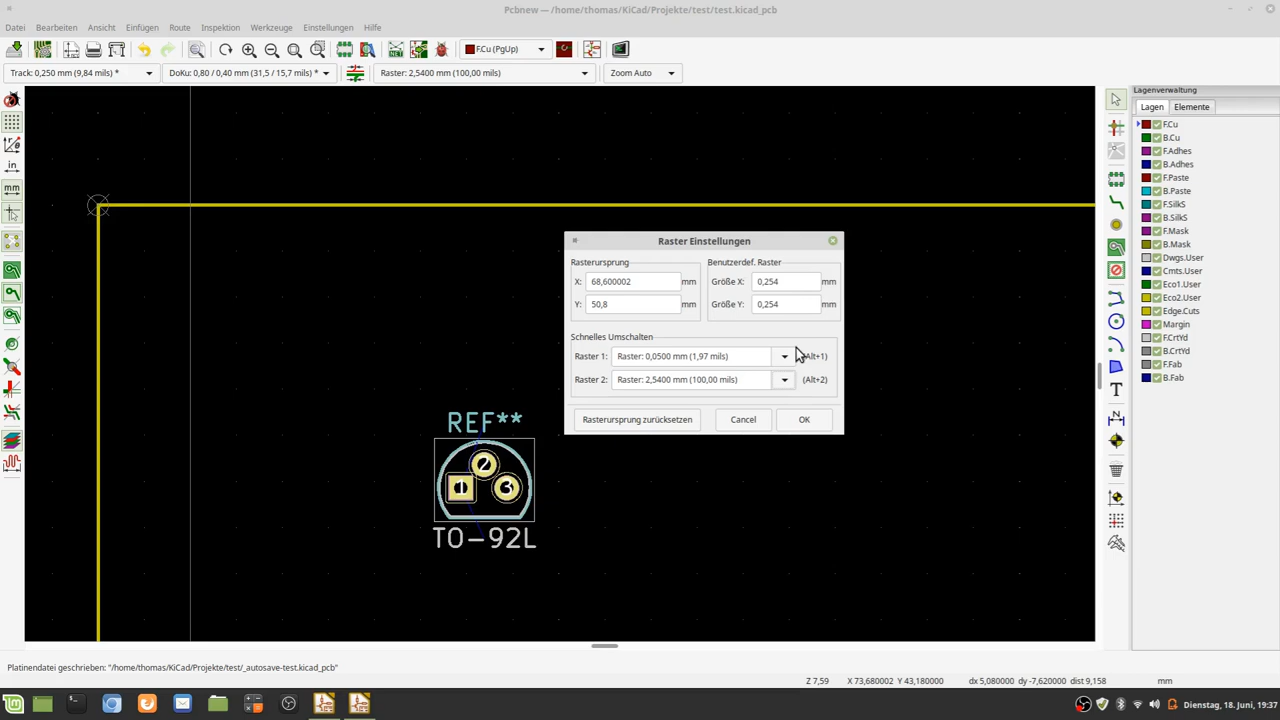 Pcbnew — /home/thomas/KiCad/Projekte/test/test.kicad_pcb
Datei Bearbeiten Ansicht Einfügen Route Inspektion Werkzeuge Einstellungen Hilfe
F.Cu (PgUp)
Track: 0,250 mm (9,84 mils) * DoKu: 0,80 / 0,40 mm (31,5 / 15,7 mils) * Raster: 2,5400 mm (100,00 mils) Zoom Auto
Lagenverwaltung
Lagen Elemente
F.Cu
B.Cu
F.Adhes
B.Adhes
F.Paste
B.Paste
F.SilkS
B.SilkS
F.Mask
B.Mask
Dwgs.User
Cmts.User
Eco1.User
Eco2.User
Edge.Cuts
Margin
F.CrtYd
B.CrtYd
F.Fab
B.Fab
in
mm
Raster Einstellungen
Rasterursprung Benutzerdef. Raster
X: 68,600002 mm Größe X: 0,254 mm
Y: 50,8 mm Größe Y: 0,254 mm
Schnelles Umschalten
Raster 1: Raster: 0,0500 mm (1,97 mils) (Alt+1)
Raster 2: Raster: 2,5400 mm (100,00 mils) (Alt+2)
Rasterursprung zurücksetzen Cancel OK
REF**
2
1 3
TO-92L
Platinendatei geschrieben: "/home/thomas/KiCad/Projekte/test/_autosave-test.kicad_pcb"
Z 7,59 X 73,680002 Y 43,180000 dx 5,080000 dy -7,620000 dist 9,158 mm
Dienstag, 18. Juni, 19:37